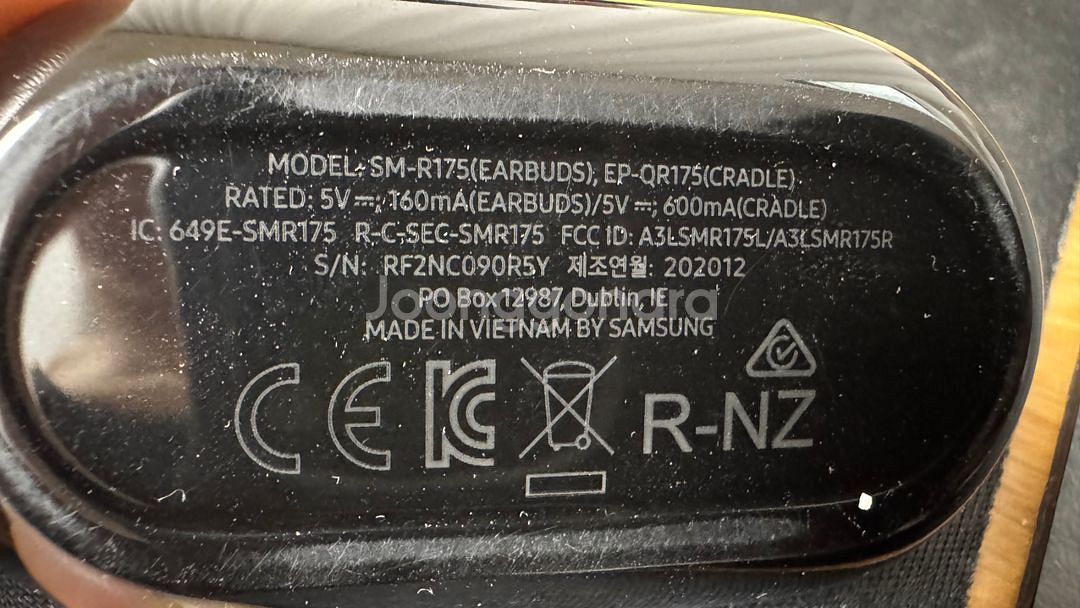 MODEL: SM-R175(EARBUDS), EP-QR175(CRADLE)
RATED: 5V⎓; 160mA(EARBUDS)/5V⎓; 600mA(CRADLE)
IC: 649E-SMR175 R-C-SEC-SMR175 FCC ID: A3LSMR175L/A3LSMR175R
S/N: RF2NC090R5Y 제조연월: 202012
PO Box 12987, Dublin, IE
Joonggonara
MADE IN VIETNAM BY SAMSUNG
CE KC R-NZ